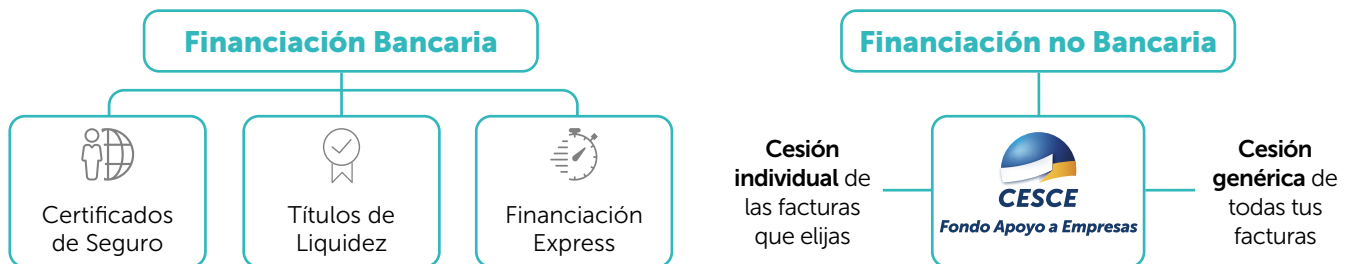 Financiación Bancaria
Certificados
de Seguro
Títulos de
Liquidez
Financiación
Express
Financiación no Bancaria
Cesión
individual de
las facturas
que elijas
CESCE
Fondo Apoyo a Empresas
Cesión
genérica de
todas tus
facturas